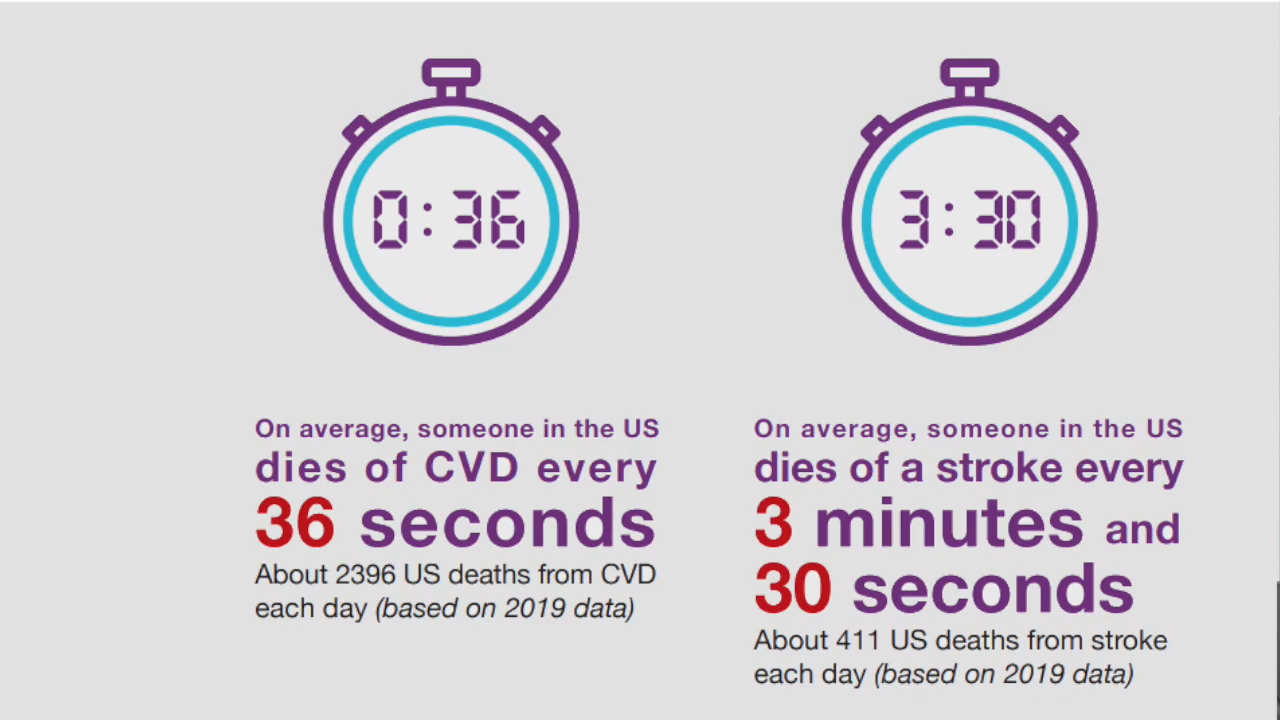 0:36
On average, someone in the US
dies of CVD every
36 seconds
About 2396 US deaths from CVD
each day (based on 2019 data)
3:30
On average, someone in the US
dies of a stroke every
3 minutes and
30 seconds
About 411 US deaths from stroke
each day (based on 2019 data)